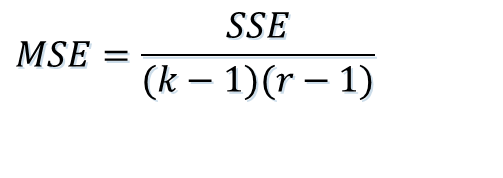 MSE = SSE / (k − 1)(r − 1)